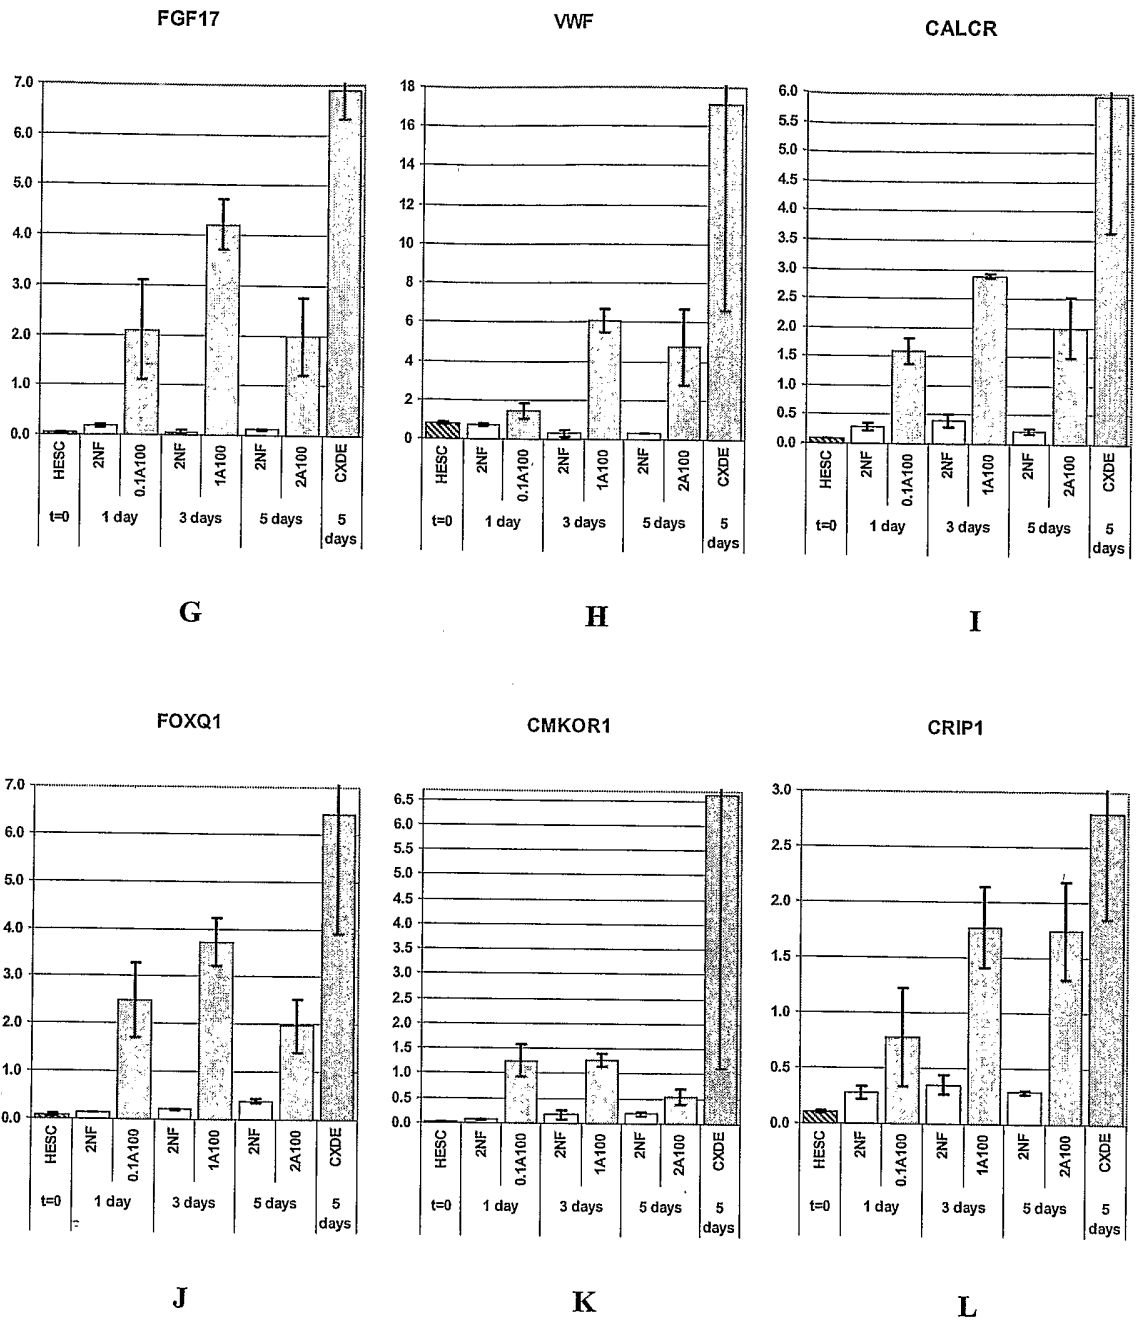 FGF17 VWF CALCR
7.0 6.0 5.0 4.0 3.0 2.0 1.0 0.0
HESC 2NF 0.1A100 2NF 1A100 2NF 2A100 CXDE
t=0 1 day 3 days 5 days 5 days
18 16 14 12 10 8 6 4 2 0
HESC 2NF 0.1A100 2NF 1A100 2NF 2A100 CXDE
t=0 1 day 3 days 5 days 5 days
6.0 5.5 5.0 4.5 4.0 3.5 3.0 2.5 2.0 1.5 1.0 0.5 0.0
HESC 2NF 0.1A100 2NF 1A100 2NF 2A100 CXDE
t=0 1 day 3 days 5 days 5 days
G H I
FOXQ1 CMKOR1 CRIP1
7.0 6.0 5.0 4.0 3.0 2.0 1.0 0.0
HESC 2NF 0.1A100 2NF 1A100 2NF 2A100 CXDE
t=0 1 day 3 days 5 days 5 days
6.5 6.0 5.5 5.0 4.5 4.0 3.5 3.0 2.5 2.0 1.5 1.0 0.5 0.0
HESC 2NF 0.1A100 2NF 1A100 2NF 2A100 CXDE
t=0 1 day 3 days 5 days 5 days
3.0 2.5 2.0 1.5 1.0 0.5 0.0
HESC 2NF 0.1A100 2NF 1A100 2NF 2A100 CXDE
t=0 1 day 3 days 5 days 5 days
J K L